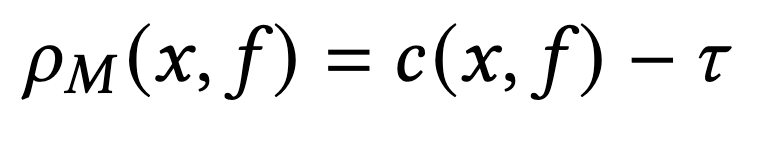 ρ_M(x, f) = c(x, f) − τ